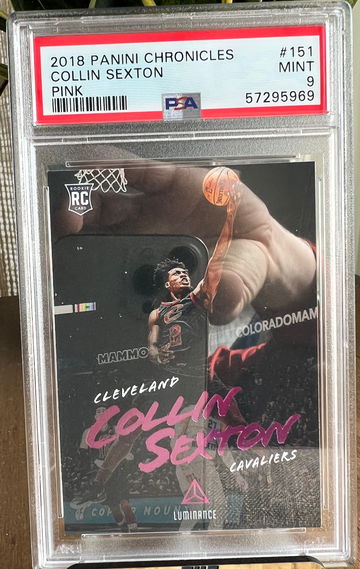 2018 PANINI CHRONICLES #151
COLLIN SEXTON MINT
PINK 9
PSA 57295969
ROOKIE
RC
CARD
COLORADOMAM
MAMMO
2
CLEVELAND
COLLIN
SEXTON
CAVALIERS
LUMINANCE